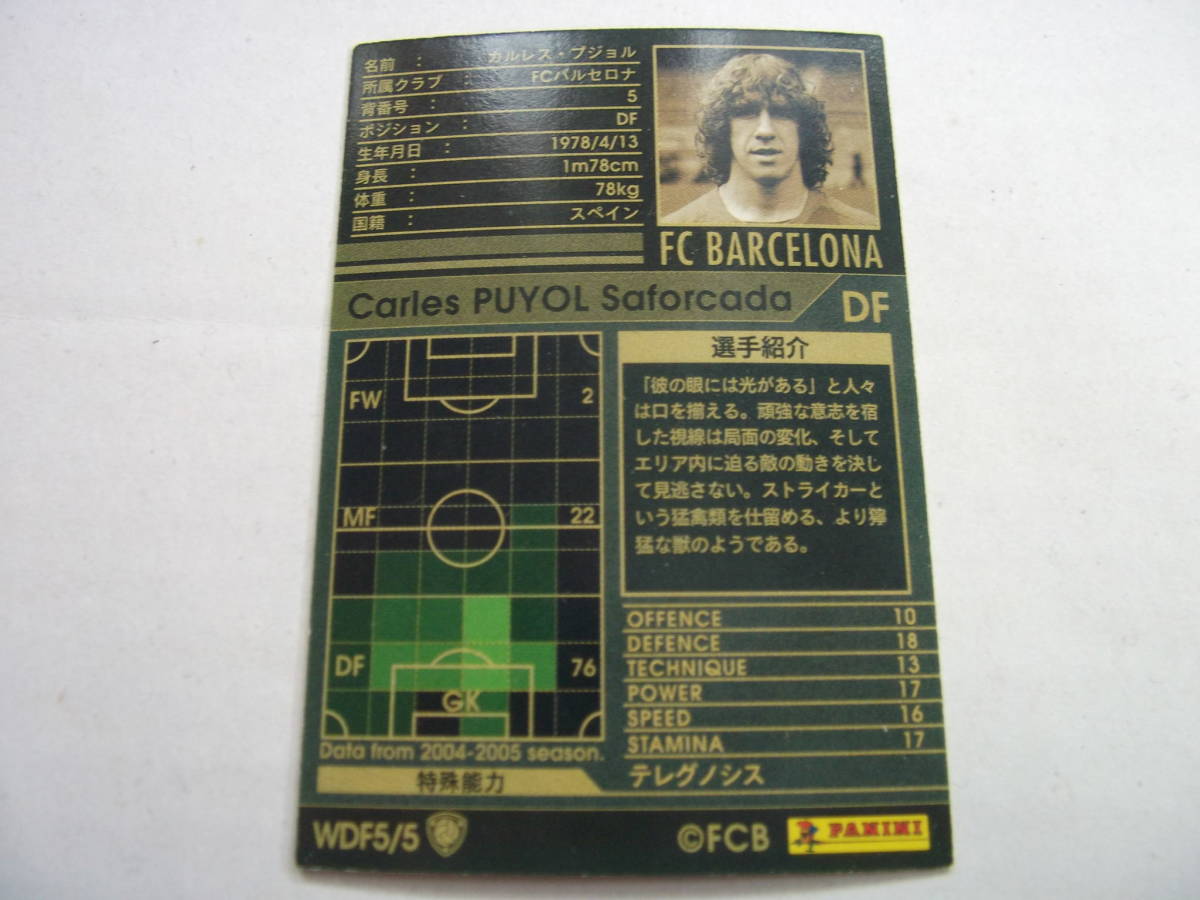 名前 : カルレス・プジョル
所属クラブ : FCバルセロナ
背番号 : 5
ポジション : DF
生年月日 : 1978/4/13
身長 : 1m78cm
体重 : 78kg
国籍 : スペイン
FC BARCELONA
Carles PUYOL Saforcada DF
FW 2
MF 22
DF 76
GK
Data from 2004-2005 season.
選手紹介
「彼の眼には光がある」と人々
は口を揃える。頑強な意志を宿
した視線は局面の変化、そして
エリア内に迫る敵の動きを決し
て見逃さない。ストライカーと
いう猛禽類を仕留める、より獰
猛な獣のようである。
OFFENCE 10
DEFENCE 18
TECHNIQUE 13
POWER 17
SPEED 16
STAMINA 17
特殊能力 テレグノシス
WDF5/5 ©FCB PANINI